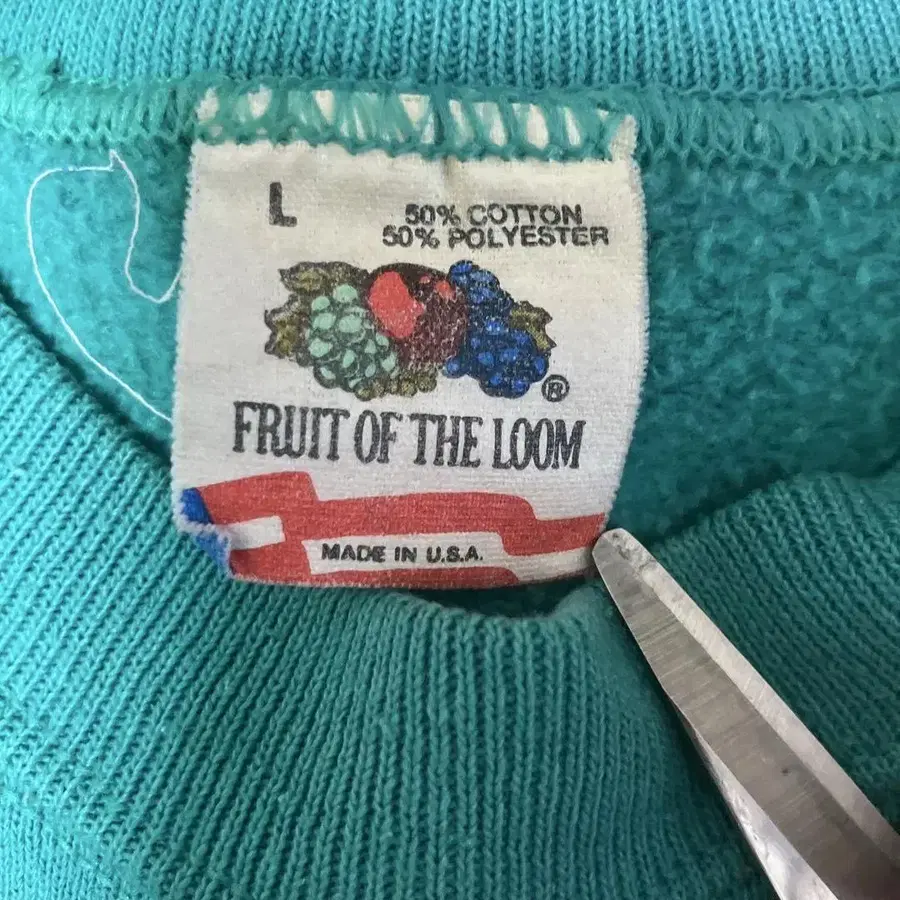 L
50% COTTON
50% POLYESTER
®
FRUIT OF THE LOOM
MADE IN U.S.A.